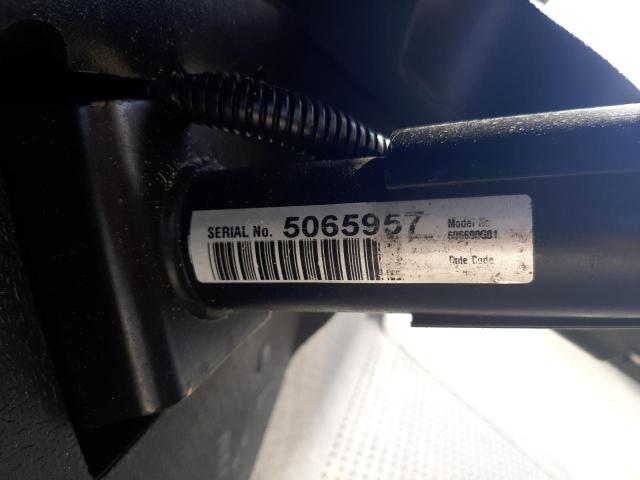 SERIAL No. 5065957
Model No.
Date Code